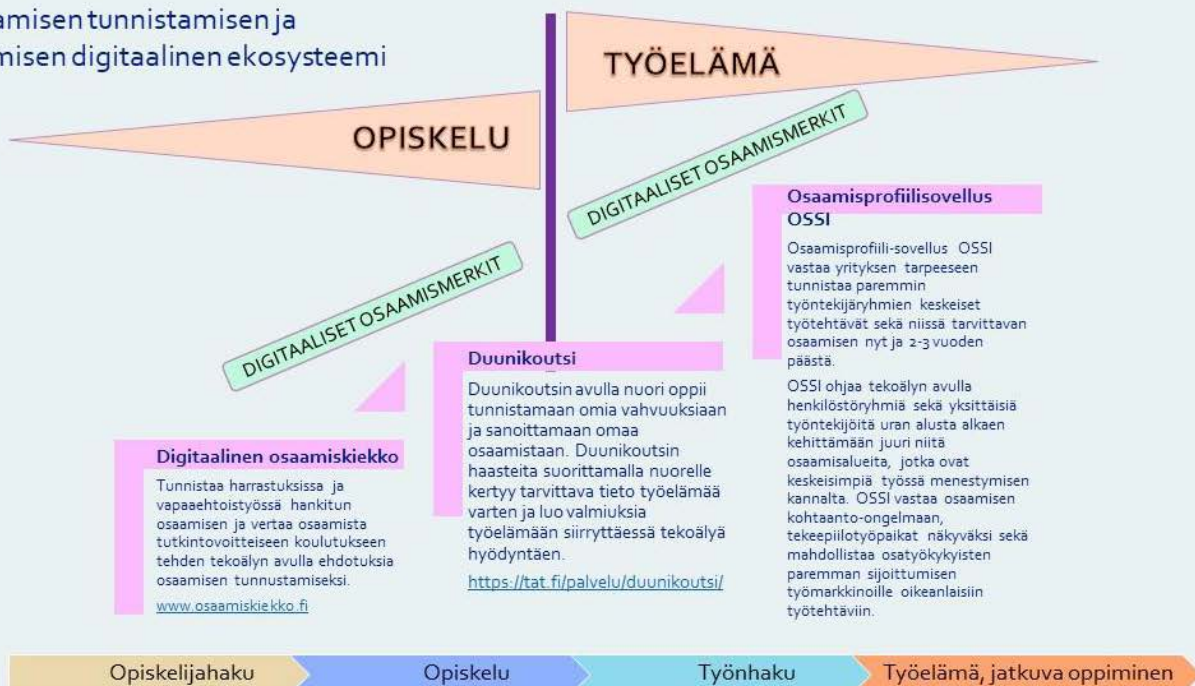 amisen tunnistamisen ja
misen digitaalinen ekosysteemi
TYÖELÄMÄ
OPISKELU
DIGITAALISET OSAAMISMERKIT
DIGITAALISET OSAAMISMERKIT
Digitaalinen osaamiskiekko
Tunnistaa harrastuksissa ja
vapaaehtoistyössä hankitun
osaamisen ja vertaa osaamista
tutkintovoitteiseen koulutukseen
tehden tekoälyn avulla ehdotuksia
osaamisen tunnustamiseksi.
www.osaamiskiekko.fi
Duunikoutsi
Duunikoutsin avulla nuori oppii
tunnistamaan omia vahvuuksiaan
ja sanoittamaan omaa
osaamistaan. Duunikoutsin
haasteita suorittamalla nuorelle
kertyy tarvittava tieto työelämää
varten ja luo valmiuksia
työelämään siirryttäessä tekoälyä
hyödyntäen.
https://tat.fi/palvelu/duunikoutsi/
Osaamisprofiilisovellus
OSSI
Osaamisprofiili-sovellus OSSI
vastaa yrityksen tarpeeseen
tunnistaa paremmin
työntekijäryhmien keskeiset
työtehtävät sekä niissä tarvittavan
osaamisen nyt ja 2-3 vuoden
päästä.
OSSI ohjaa tekoälyn avulla
henkilöstöryhmiä sekä yksittäisiä
työntekijöitä uran alusta alkaen
kehittämään juuri niitä
osaamisalueita, jotka ovat
keskeisimpiä työssä menestymisen
kannalta. OSSI vastaa osaamisen
kohtaanto-ongelmaan,
tekeepiilotyöpaikat näkyväksi sekä
mahdollistaa osatyökykyisten
paremman sijoittumisen
työmarkkinoille oikeanlaisiin
työtehtäviin.
Opiskelijahaku
Opiskelu
Työnhaku
Työelämä, jatkuva oppiminen